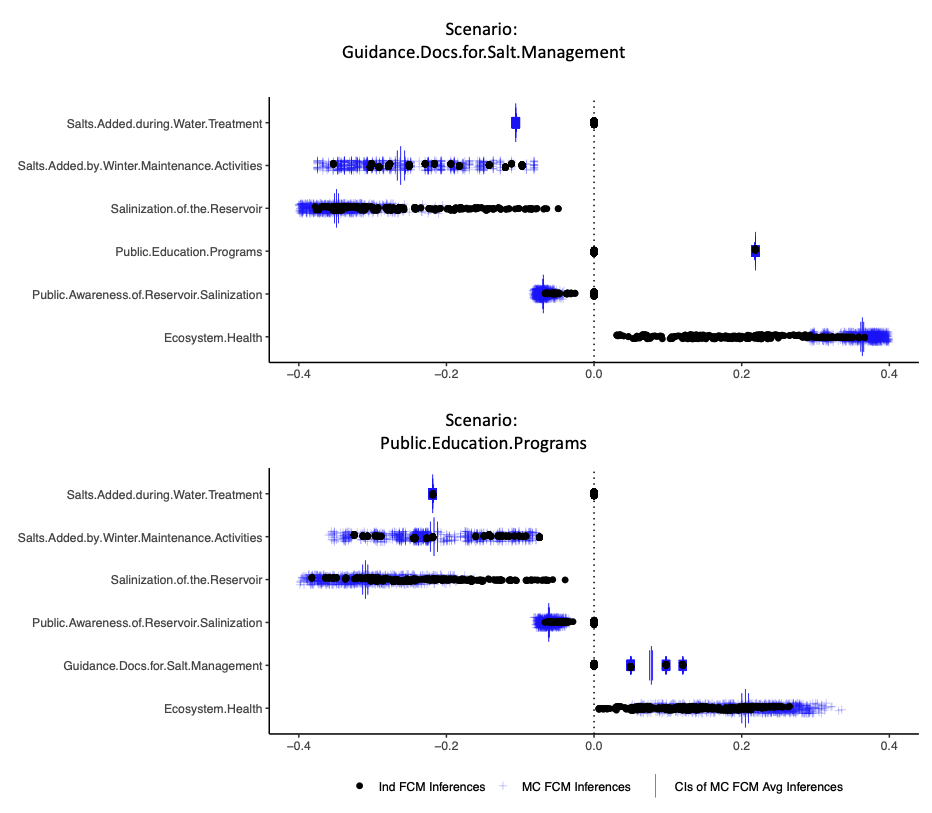 Scenario:
Guidance.Docs.for.Salt.Management
Salts.Added.during.Water.Treatment
Salts.Added.by.Winter.Maintenance.Activities
Salinization.of.the.Reservoir
Public.Education.Programs
Public.Awareness.of.Reservoir.Salinization
Ecosystem.Health
−0.4 −0.2 0.0 0.2 0.4
Scenario:
Public.Education.Programs
Salts.Added.during.Water.Treatment
Salts.Added.by.Winter.Maintenance.Activities
Salinization.of.the.Reservoir
Public.Awareness.of.Reservoir.Salinization
Guidance.Docs.for.Salt.Management
Ecosystem.Health
−0.4 −0.2 0.0 0.2 0.4
Ind FCM Inferences MC FCM Inferences CIs of MC FCM Avg Inferences